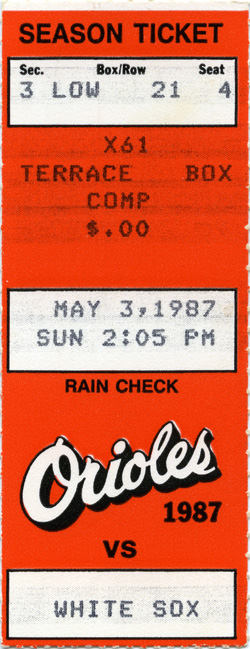 SEASON TICKET
Sec. Box/Row Seat
3 LOW 21 4
X61
TERRACE BOX
COMP
$.00
MAY 3,1987
SUN 2:05 PM
RAIN CHECK
Orioles
1987
VS
WHITE SOX